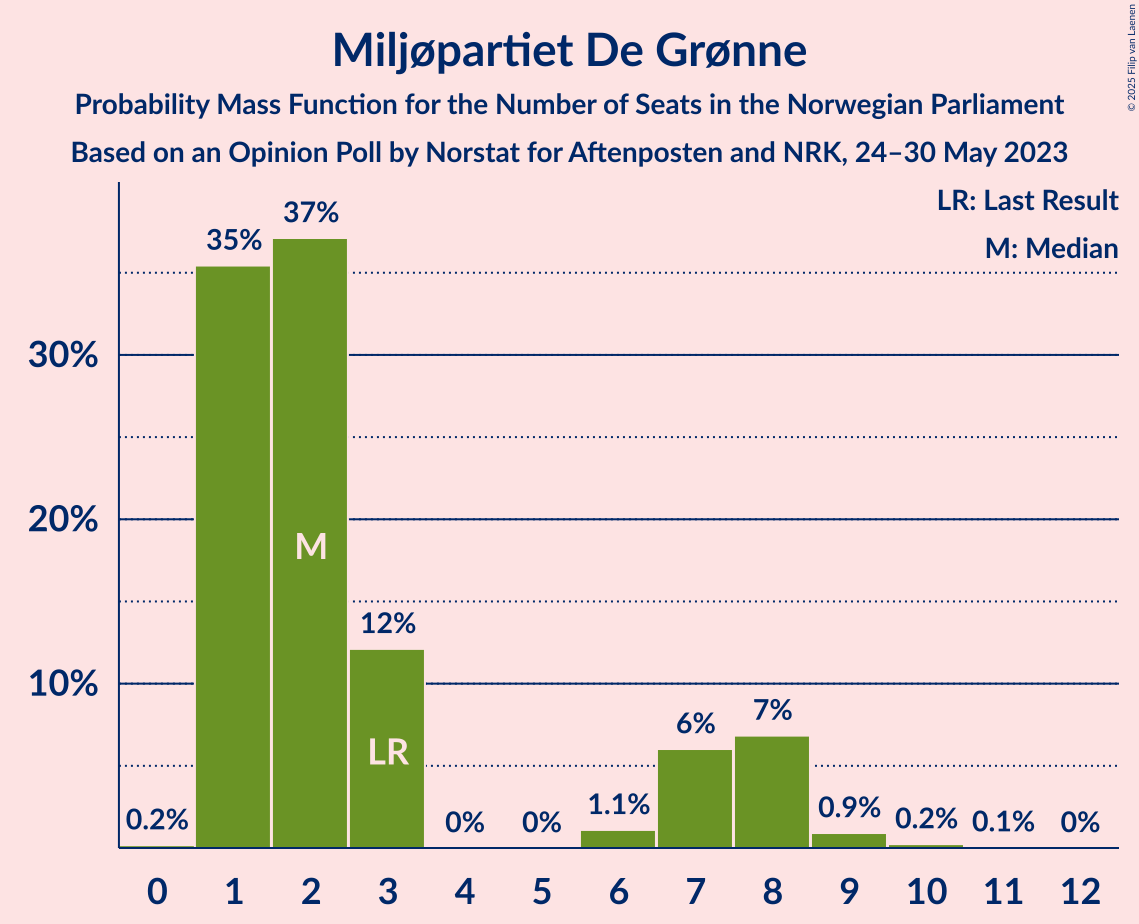 Miljøpartiet De Grønne
Probability Mass Function for the Number of Seats in the Norwegian Parliament
Based on an Opinion Poll by Norstat for Aftenposten and NRK, 24–30 May 2023
© 2025 Filip van Laenen
LR: Last Result
M: Median
37%
35%
30%
20%
M
12%
10%
LR
7%
6%
1.1%
0.9%
0.2%
0%
0%
0.2%
0.1%
0%
0 1 2 3 4 5 6 7 8 9 10 11 12